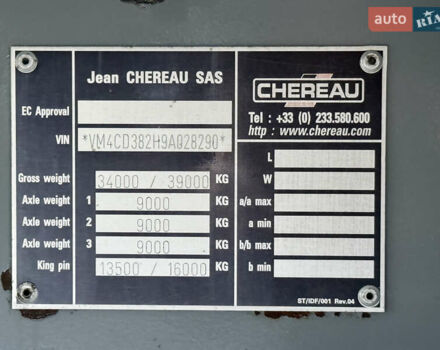 auto RIA
Jean CHEREAU SAS
CHEREAU
EC Approval
Tel : +33 (0) 233.580.600
http : www.chereau.com
VIN *VM4CD382H9A028290*
Gross weight 34000 / 39000 KG
Axle weight 1 9000 KG
Axle weight 2 9000 KG
Axle weight 3 9000 KG
King pin 13500 / 16000 KG
L
W
a/a max
a min
b/b max
b min
ST/IDF/001 Rev.04